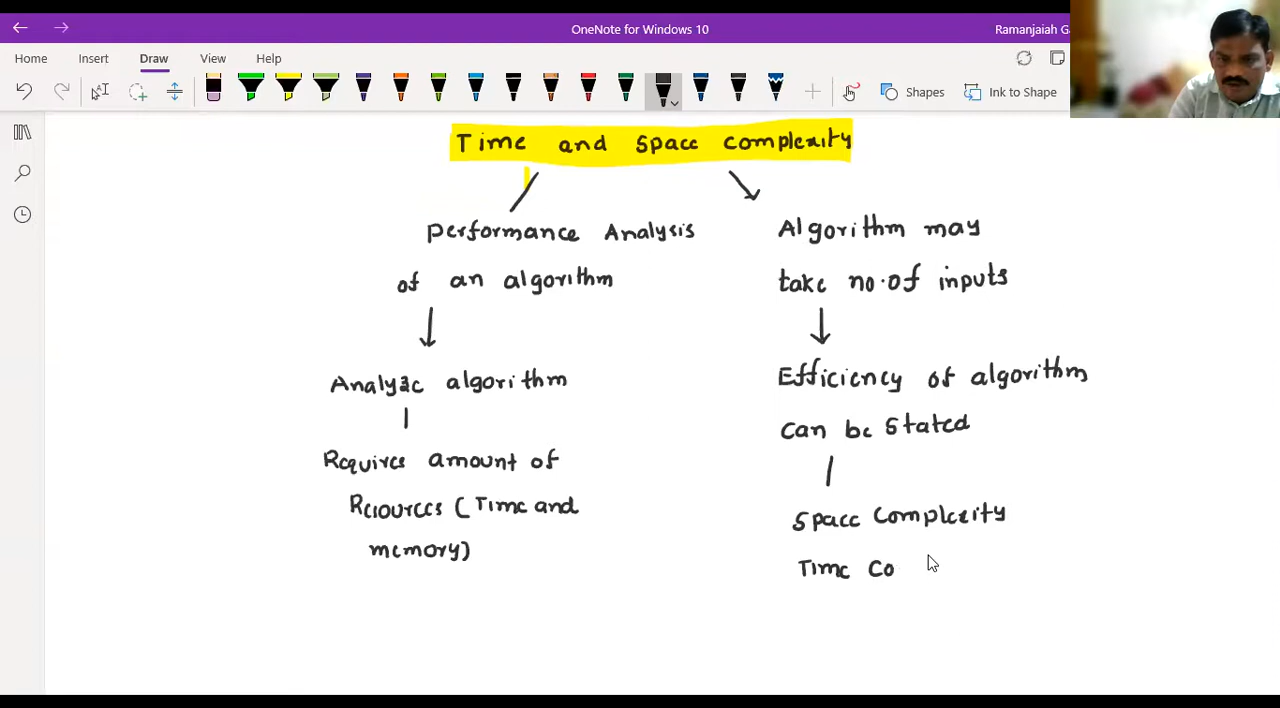 OneNote for Windows 10
Ramanjaiah G
Home Insert Draw View Help
Shapes Ink to Shape
Time and space complexity
performance Analysis
of an algorithm
Analyze algorithm
Requires amount of
Resources (Time and
memory)
Algorithm may
take no.of inputs
Efficiency of algorithm
can be stated
space complexity
Time co